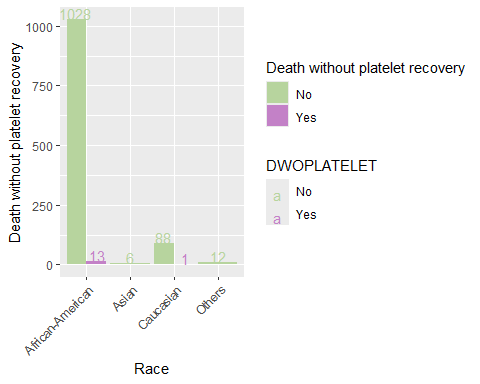 Death without platelet recovery
1000
750
500
250
0
1028
13
6
88
1
12
African-American
Asian
Caucasian
Others
Race
Death without platelet recovery
No
Yes
DWOPLATELET
a No
a Yes